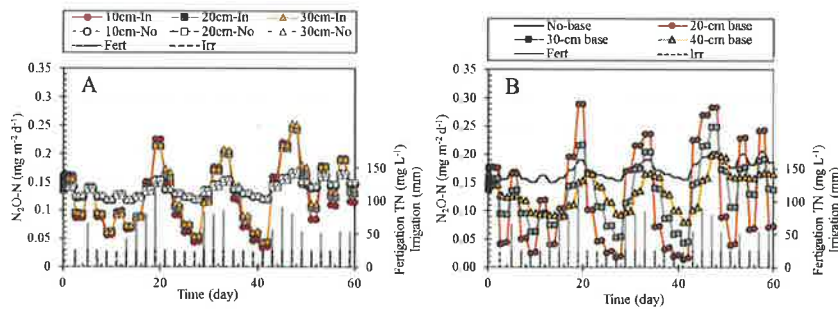 10cm-In 20cm-In 30cm-In
10cm-No 20cm-No 30cm-No
Fert Irr
A
0.35
0.3
0.25
0.2
0.15
0.1
0.05
0
N₂O-N (mg m⁻² d⁻¹)
150
100
50
0
Fertigation TN (mg L⁻¹)
Irrigation (mm)
0 20 40 60
Time (day)
No-base 20-cm base
30-cm base 40-cm base
Fert Irr
B
0.35
0.30
0.25
0.20
0.15
0.10
0.05
0.00
N₂O-N (mg m⁻² d⁻¹)
150
100
50
0
Fertigation TN (mg L⁻¹)
Irrigation (mm)
0 20 40 60
Time (day)